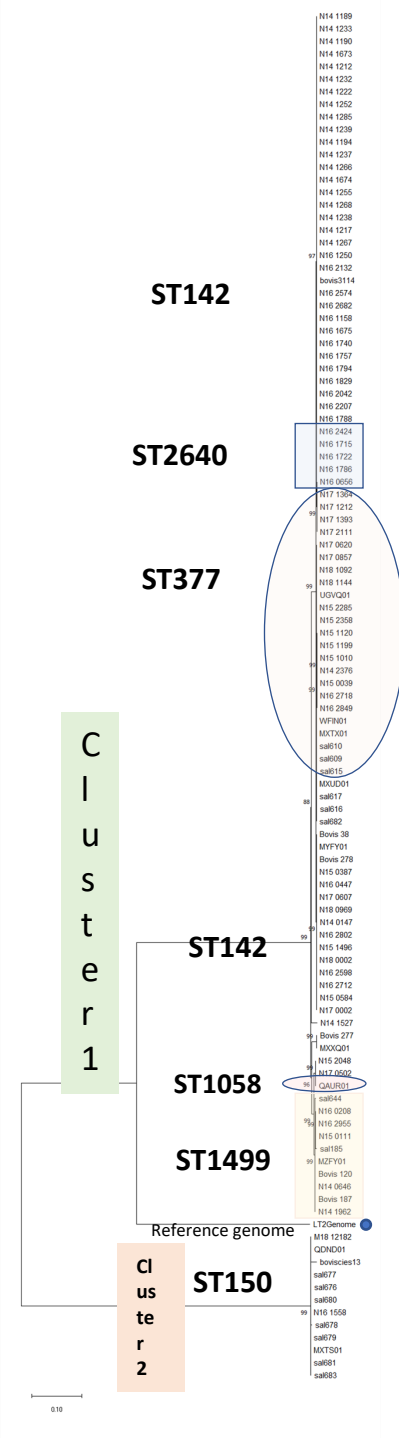 N14 1189
N14 1233
N14 1190
N14 1673
N14 1212
N14 1232
N14 1222
N14 1252
N14 1285
N14 1239
N14 1194
N14 1237
N14 1266
N14 1674
N14 1255
N14 1268
N14 1238
N14 1217
N14 1267
97 N16 1250
N16 2132
bovis3114
ST142 N16 2574
N16 2682
N16 1158
N16 1675
N16 1740
N16 1757
N16 1794
N16 1829
N16 2042
N16 2207
N16 1788
N16 2424
N16 1715
ST2640 N16 1722
N16 1786
N16 0656
N17 1364
N17 1212
99 N17 1393
N17 2111
N17 0620
N17 0857
N18 1092
ST377 N18 1144
99 UGVQ01
N15 2285
N15 2358
N15 1120
N15 1199
N15 1010
99 N14 2376
N15 0039
99 N16 2718
N16 2849
WFIN01
MXTX01
sal610
sal609
sal615
MXUD01
sal617
88 sal616
sal682
Bovis 38
MYFY01
Bovis 278
N15 0387
N16 0447
N17 0607
N18 0969
N14 0147
99 N16 2802
99 ST142 N15 1496
N18 0002
N16 2598
N16 2712
N15 0584
N17 0002
N14 1527
99 Bovis 277
MXXQ01
N15 2048
99 N17 0502
ST1058 96 QAUR01
sal644
N16 0208
99 99 N16 2955
N15 0111
sal185
ST1499 99 MZFY01
Bovis 120
N14 0646
Bovis 187
N14 1962
Reference genome LT2Genome
M18 12182
QDND01
boviscies13
sal677
ST150 sal676
sal680
99 N16 1558
sal678
sal679
MXTS01
sal681
sal683
C
l
u
s
t
e
r
1
Cl
us
te
r
2
0.10